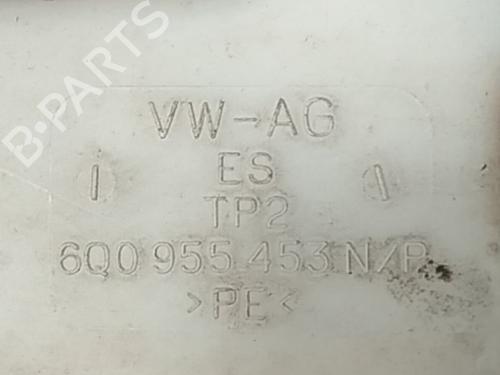 B-PARTS
VW-AG
ES
TP2
6Q0 955 453 N/P
>PE<